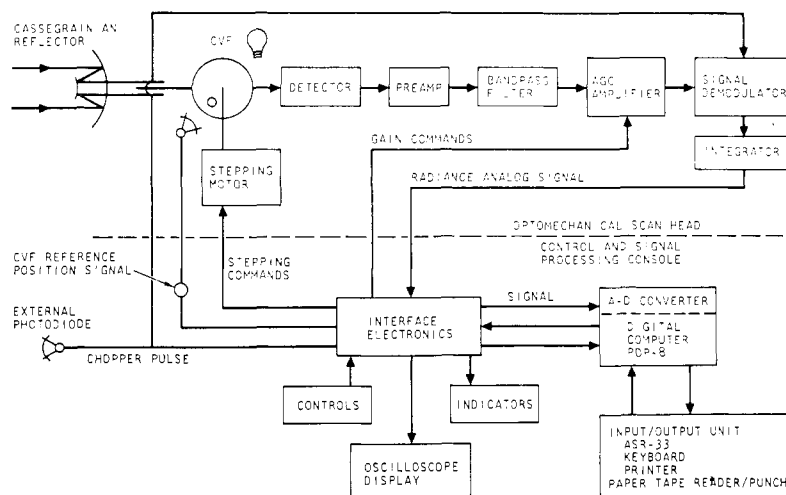 CASSEGRAIN AN
REFLECTOR
CVF
DETECTOR
PREAMP
BANDPASS
FILTER
AGC
AMPLIFIER
SIGNAL
DEMODULATOR
GAIN COMMANDS
INTEGRATOR
STEPPING
MOTOR
RADIANCE ANALOG SIGNAL
OPTOMECHANICAL SCAN HEAD
CVF REFERENCE
POSITION SIGNAL
STEPPING
COMMANDS
CONTROL AND SIGNAL
PROCESSING CONSOLE
SIGNAL
A-D CONVERTER
EXTERNAL
PHOTODIODE
INTERFACE
ELECTRONICS
DIGITAL
COMPUTER
PDP-8
CHOPPER PULSE
CONTROLS
INDICATORS
INPUT/OUTPUT UNIT
ASR-33
KEYBOARD
PRINTER
PAPER TAPE READER/PUNCH
OSCILLOSCOPE
DISPLAY